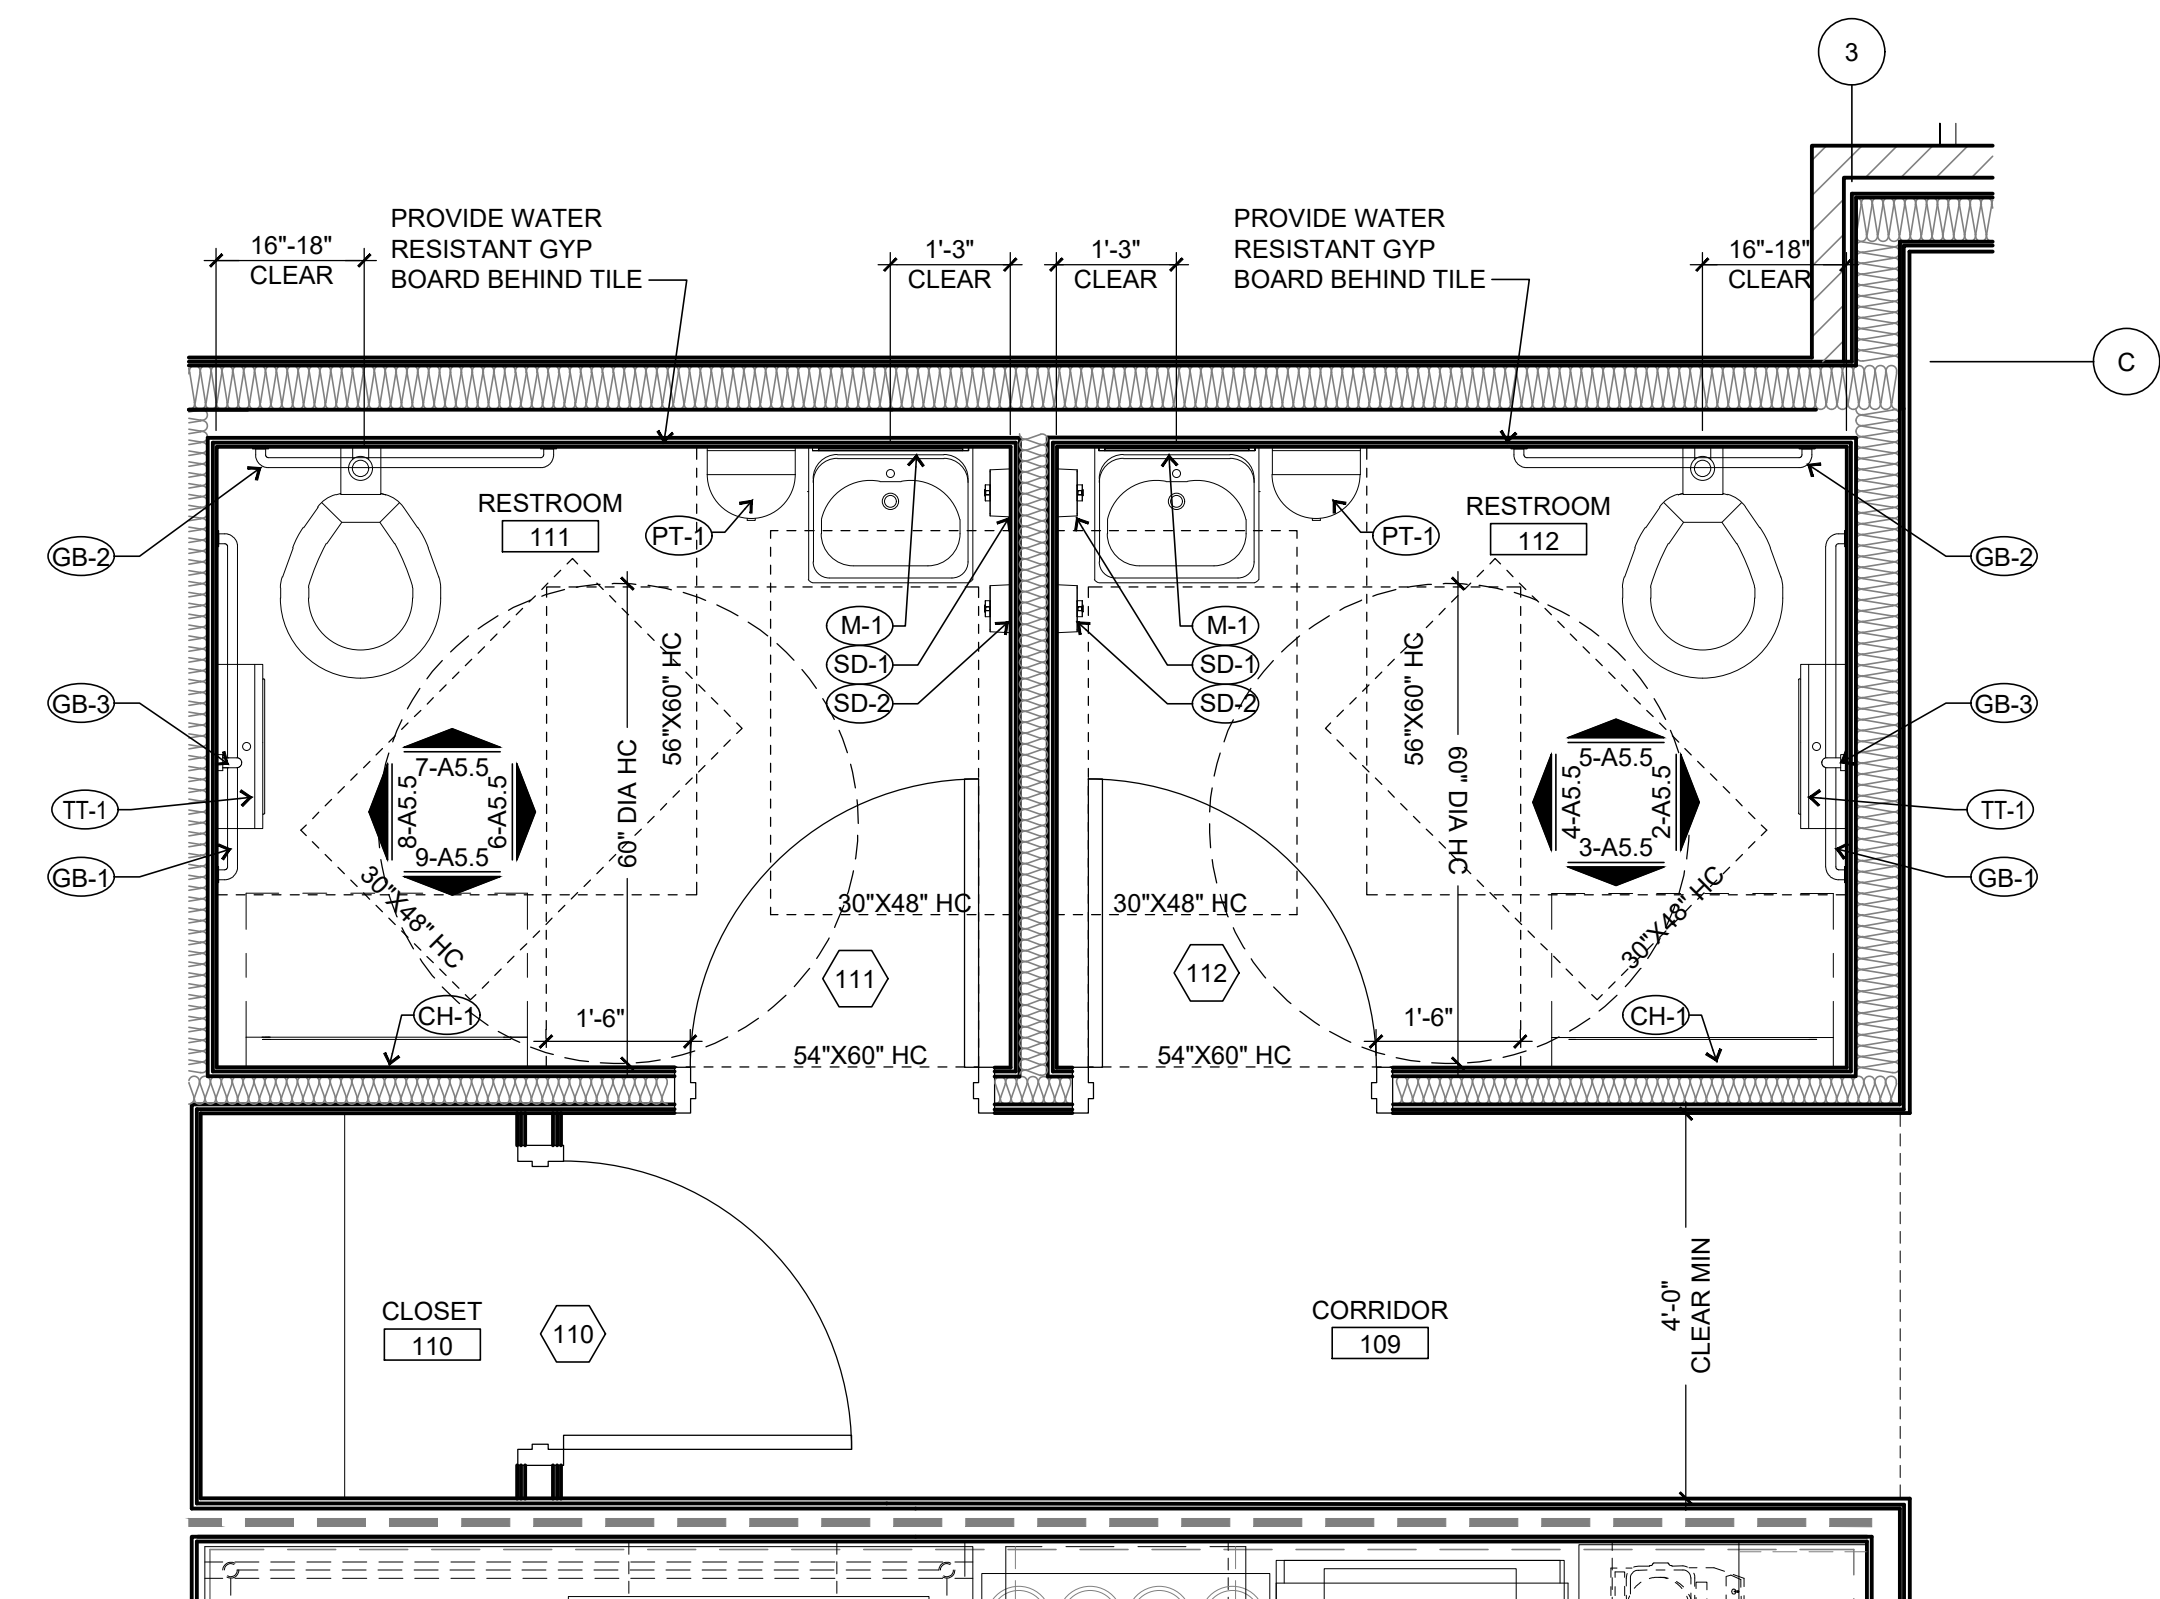 3
PROVIDE WATER
RESISTANT GYP
BOARD BEHIND TILE
PROVIDE WATER
RESISTANT GYP
BOARD BEHIND TILE
16"-18"
CLEAR
1'-3"
CLEAR
1'-3"
CLEAR
16"-18"
CLEAR
C
RESTROOM
111
RESTROOM
112
PT-1
PT-1
GB-2
GB-2
M-1
SD-1
SD-2
M-1
SD-1
SD-2
56"X60" HC
56"X60" HC
60" DIA HC
60" DIA HC
GB-3
GB-3
7-A5.5
8-A5.5
6-A5.5
9-A5.5
5-A5.5
4-A5.5
2-A5.5
3-A5.5
TT-1
TT-1
GB-1
GB-1
30"X48" HC
30"X48" HC
30"X48" HC
30"X48" HC
111
112
CH-1
CH-1
1'-6"
1'-6"
54"X60" HC
54"X60" HC
CLOSET
110
110
CORRIDOR
109
4'-0"
CLEAR MIN